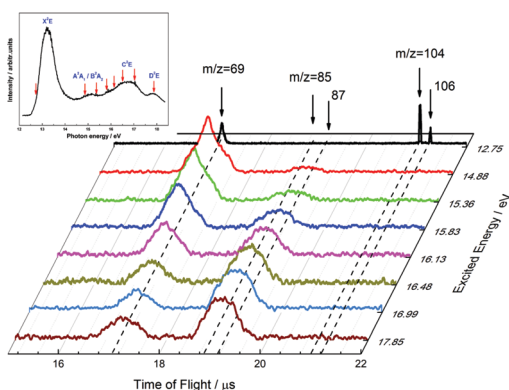 X²E
A²A₁ / B²A₂
C²E
D²E
Intensity / arbitr.units
12 13 14 15 16 17 18
Photon energy / eV
m/z=69
m/z=85
87
m/z=104
106
12.75
14.88
15.36
15.83
16.13
16.48
16.99
17.85
Excited Energy / eV
16 18 20 22
Time of Flight / μs